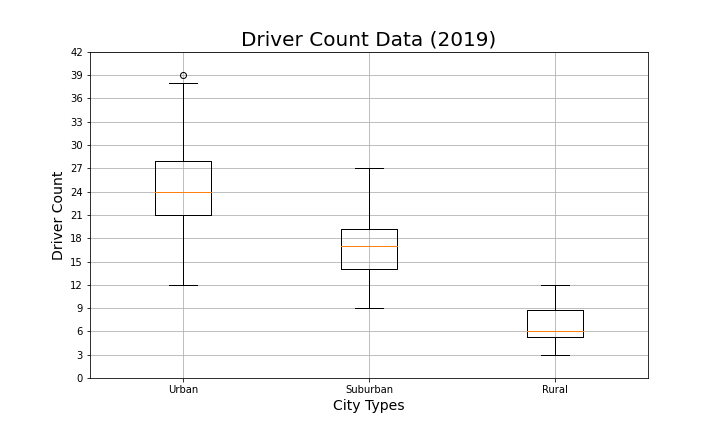 Driver Count Data (2019)
42
39
36
33
30
27
24
21
18
15
12
9
6
3
0
Driver Count
Urban
Suburban
Rural
City Types